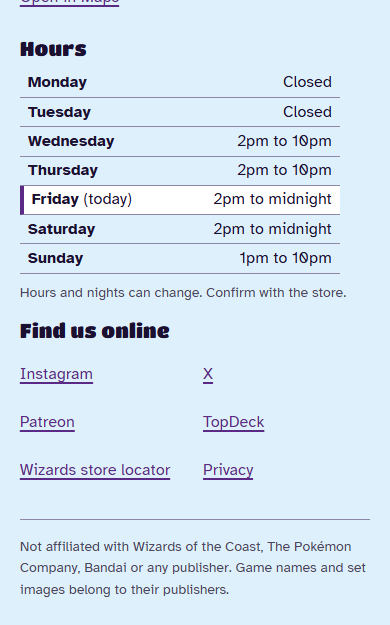 Open in Maps
Hours
Monday Closed
Tuesday Closed
Wednesday 2pm to 10pm
Thursday 2pm to 10pm
Friday (today) 2pm to midnight
Saturday 2pm to midnight
Sunday 1pm to 10pm
Hours and nights can change. Confirm with the store.
Find us online
Instagram X
Patreon TopDeck
Wizards store locator Privacy
Not affiliated with Wizards of the Coast, The Pokémon
Company, Bandai or any publisher. Game names and set
images belong to their publishers.